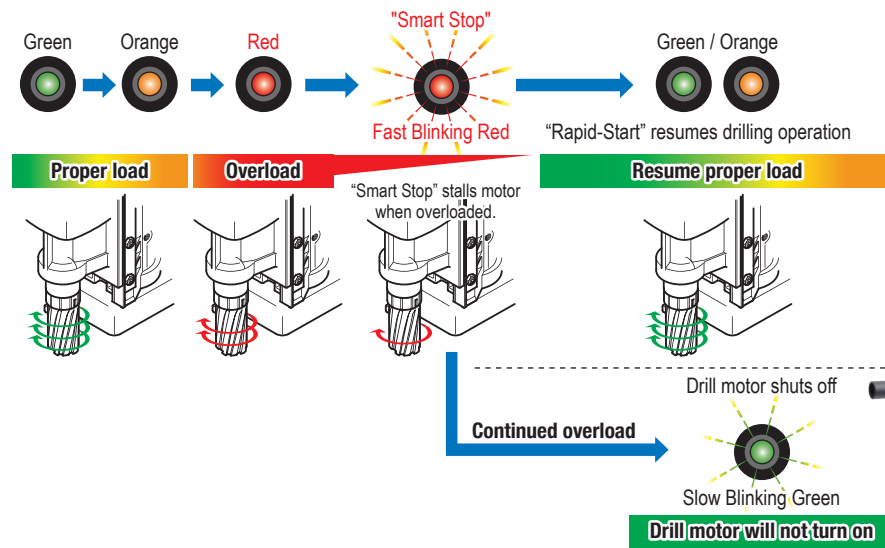 "Smart Stop"
Green
Orange
Red
Green / Orange
Fast Blinking Red
“Rapid-Start” resumes drilling operation
Proper load
Overload
Resume proper load
“Smart Stop” stalls motor
when overloaded.
Drill motor shuts off
Continued overload
Slow Blinking Green
Drill motor will not turn on